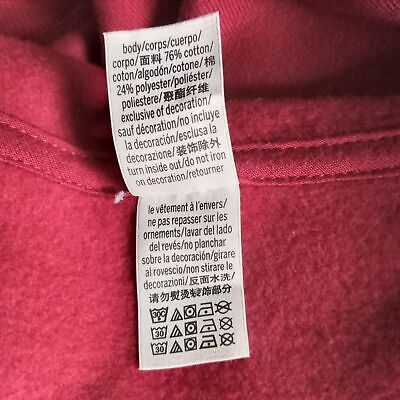 body/corps/cuerpo/
corpo/面料 76% cotton/
coton/algodón/cotone/棉
24% polyester/poliéster/
poliestere/聚酯纤维
exclusive of decoration/
sauf décoration/no incluye
la decoración/esclusa la
decorazione/装饰除外
turn inside out/do not iron
on decoration/retourner
le vêtement à l'envers/
ne pas repasser sur les
ornements/lavar del lado
del revés/no planchar
sobre la decoración/girare
al rovescio/non stirare le
decorazioni/反面水洗/
请勿熨烫装饰部分
30
30